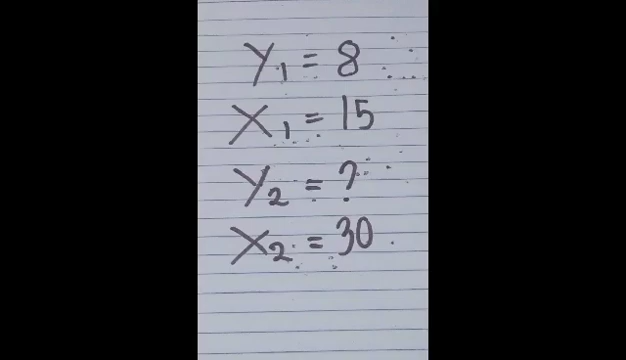 Y₁ = 8
X₁ = 15
Y₂ = ?
X₂ = 30